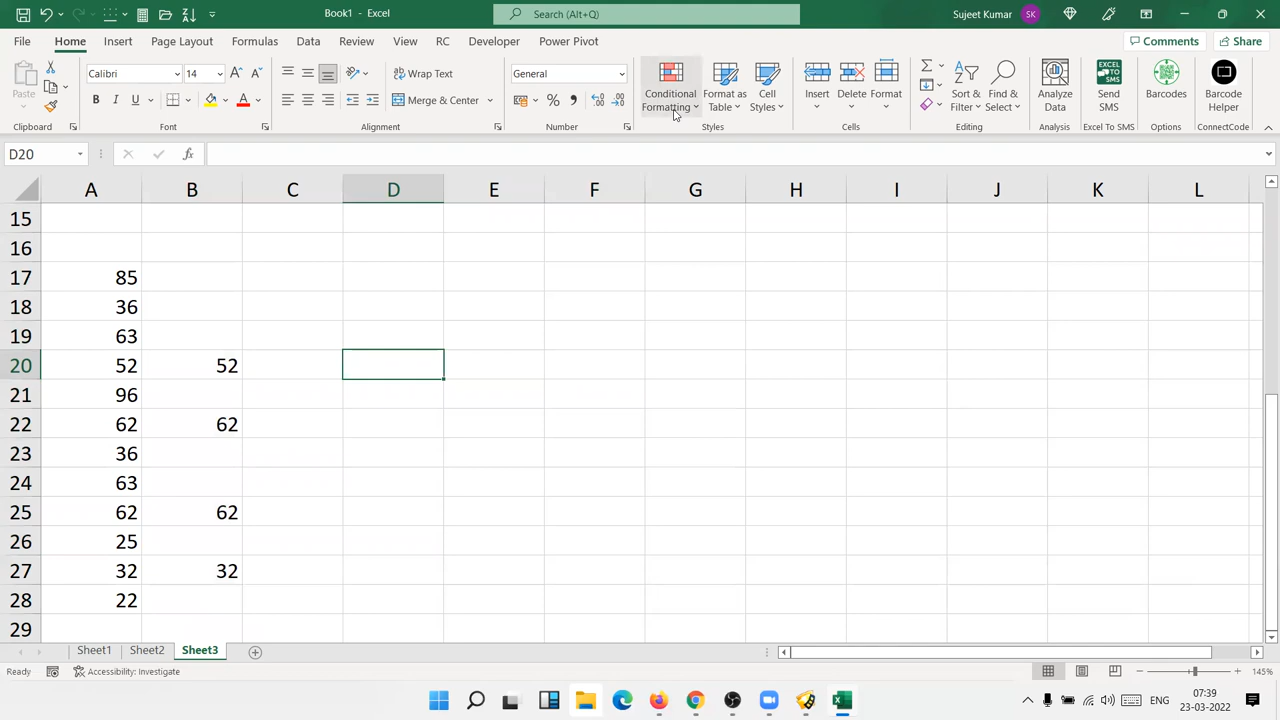 Book1 - Excel
Search (Alt+Q)
Sujeet Kumar
SK
File
Home
Insert
Page Layout
Formulas
Data
Review
View
RC
Developer
Help
Power Pivot
Comments
Share
Paste
Calibri
14
B I U
Wrap Text
Merge & Center
General
Conditional Formatting
Format as Table
Cell Styles
Insert
Delete
Format
Sort & Filter
Find & Select
Analyze Data
Send SMS
Barcodes
Barcode Helper
Clipboard
Font
Alignment
Number
Styles
Cells
Editing
Analysis
Excel To SMS
Options
ConnectCode
D20
fx
A B C D E F G H I J K L
15
16
17 85
18 36
19 63
20 52 52
21 96
22 62 62
23 36
24 63
25 62 62
26 25
27 32 32
28 22
29
Sheet1
Sheet2
Sheet3
Ready
Accessibility: Investigate
145%
ENG
07:39
23-03-2022